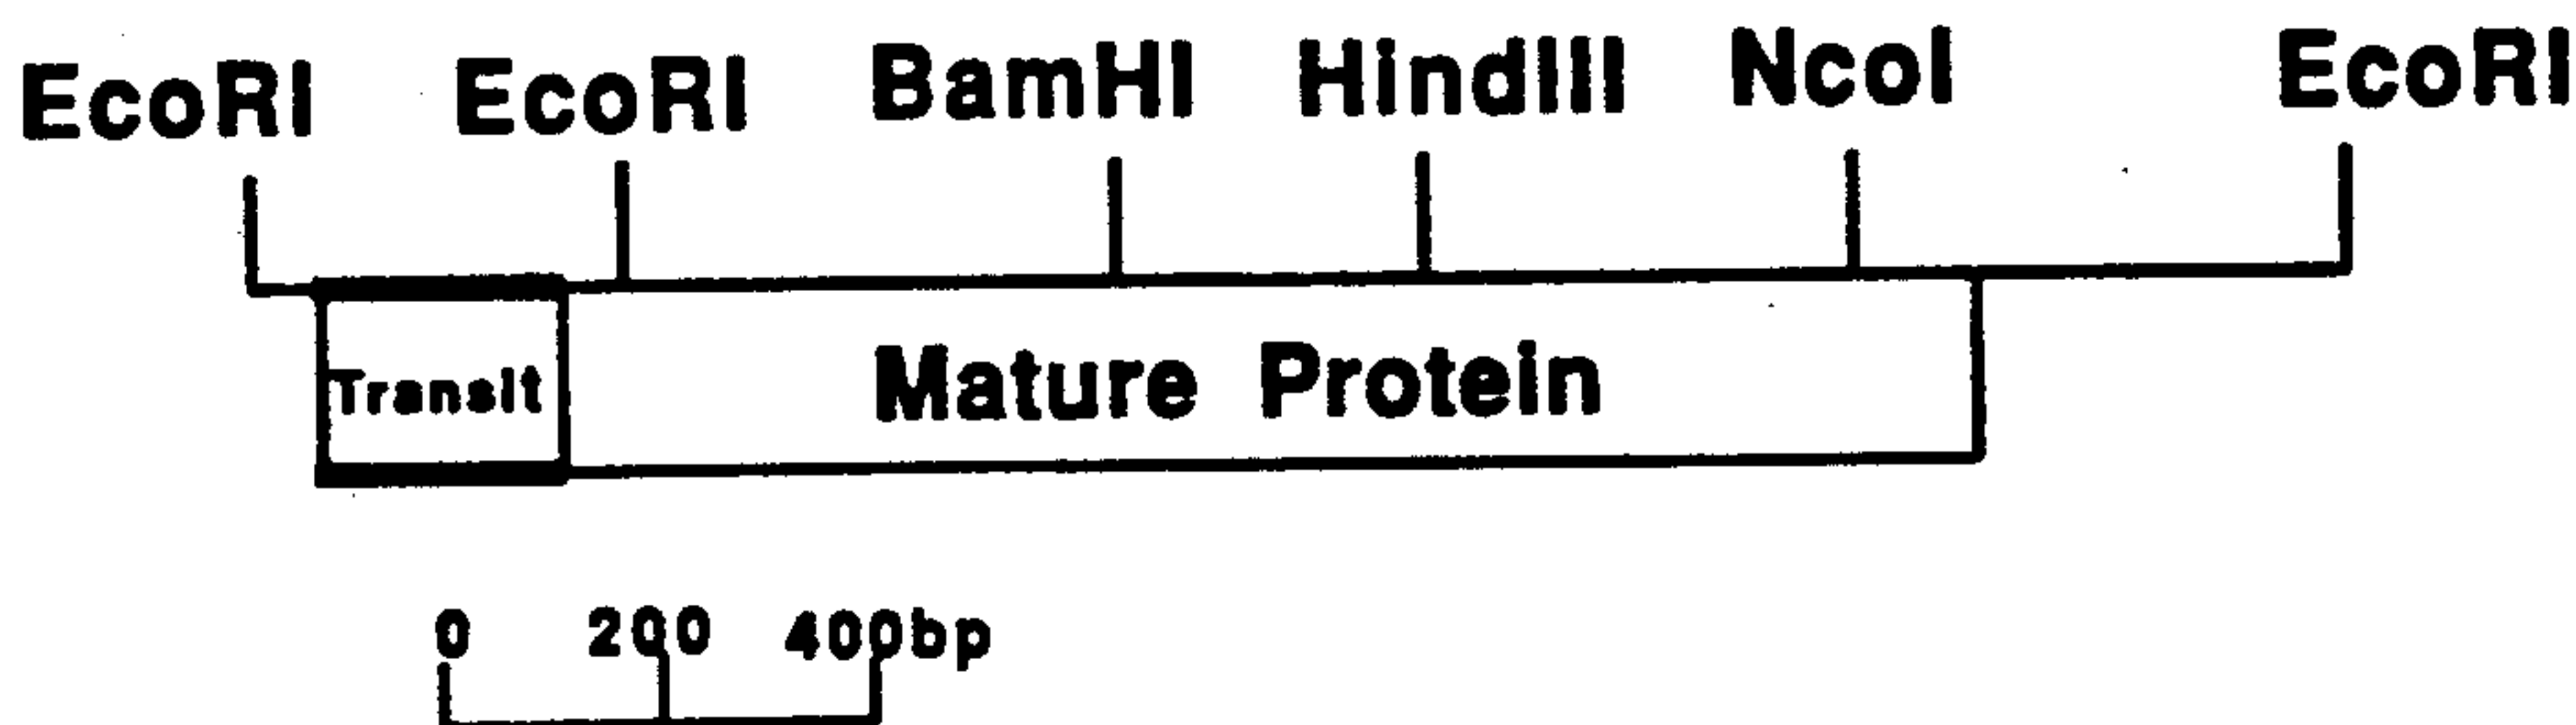 EcoRI EcoRI BamHI HindIII NcoI EcoRI
Transit Mature Protein
0 200 400bp